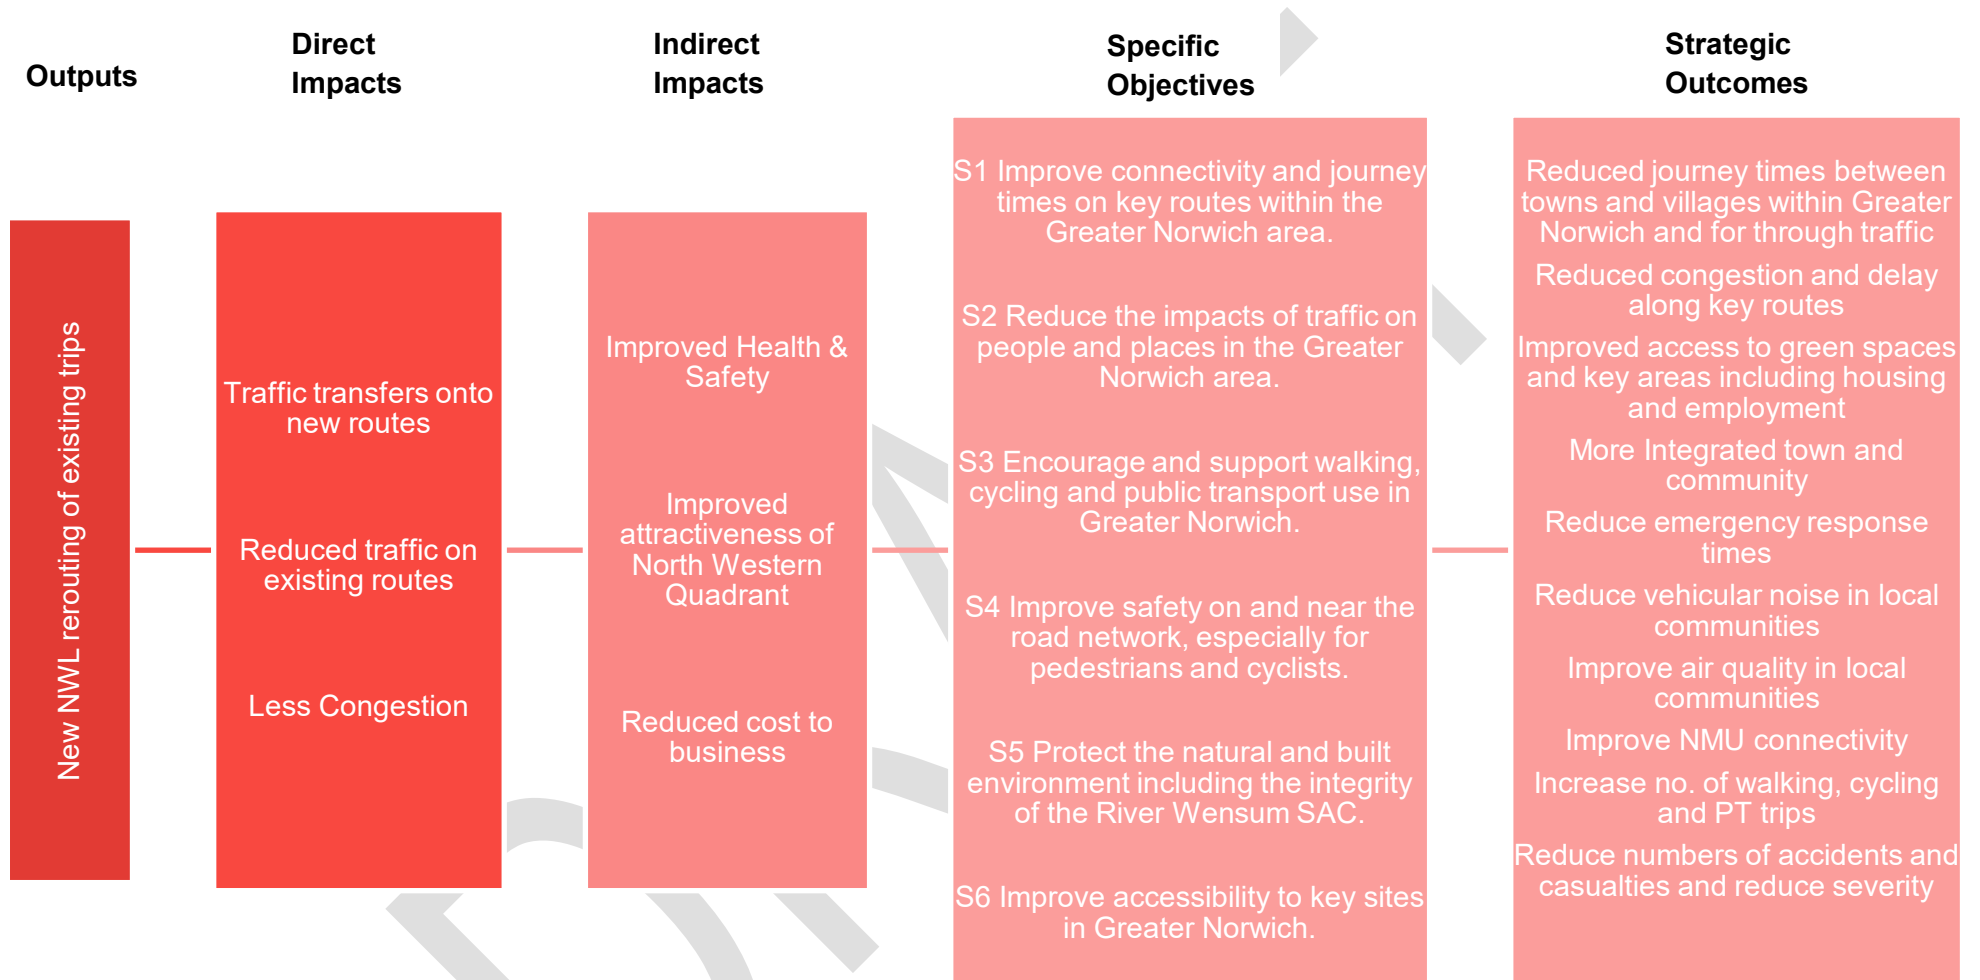 Outputs
Direct
Impacts
Indirect
Impacts
Specific
Objectives
Strategic
Outcomes
New NWL rerouting of existing trips
Traffic transfers onto
new routes
Reduced traffic on
existing routes
Less Congestion
Improved Health &
Safety
Improved
attractiveness of
North Western
Quadrant
Reduced cost to
business
S1 Improve connectivity and journey
times on key routes within the
Greater Norwich area.
S2 Reduce the impacts of traffic on
people and places in the Greater
Norwich area.
S3 Encourage and support walking,
cycling and public transport use in
Greater Norwich.
S4 Improve safety on and near the
road network, especially for
pedestrians and cyclists.
S5 Protect the natural and built
environment including the integrity
of the River Wensum SAC.
S6 Improve accessibility to key sites
in Greater Norwich.
Reduced journey times between
towns and villages within Greater
Norwich and for through traffic
Reduced congestion and delay
along key routes
Improved access to green spaces
and key areas including housing
and employment
More Integrated town and
community
Reduce emergency response
times
Reduce vehicular noise in local
communities
Improve air quality in local
communities
Improve NMU connectivity
Increase no. of walking, cycling
and PT trips
Reduce numbers of accidents and
casualties and reduce severity